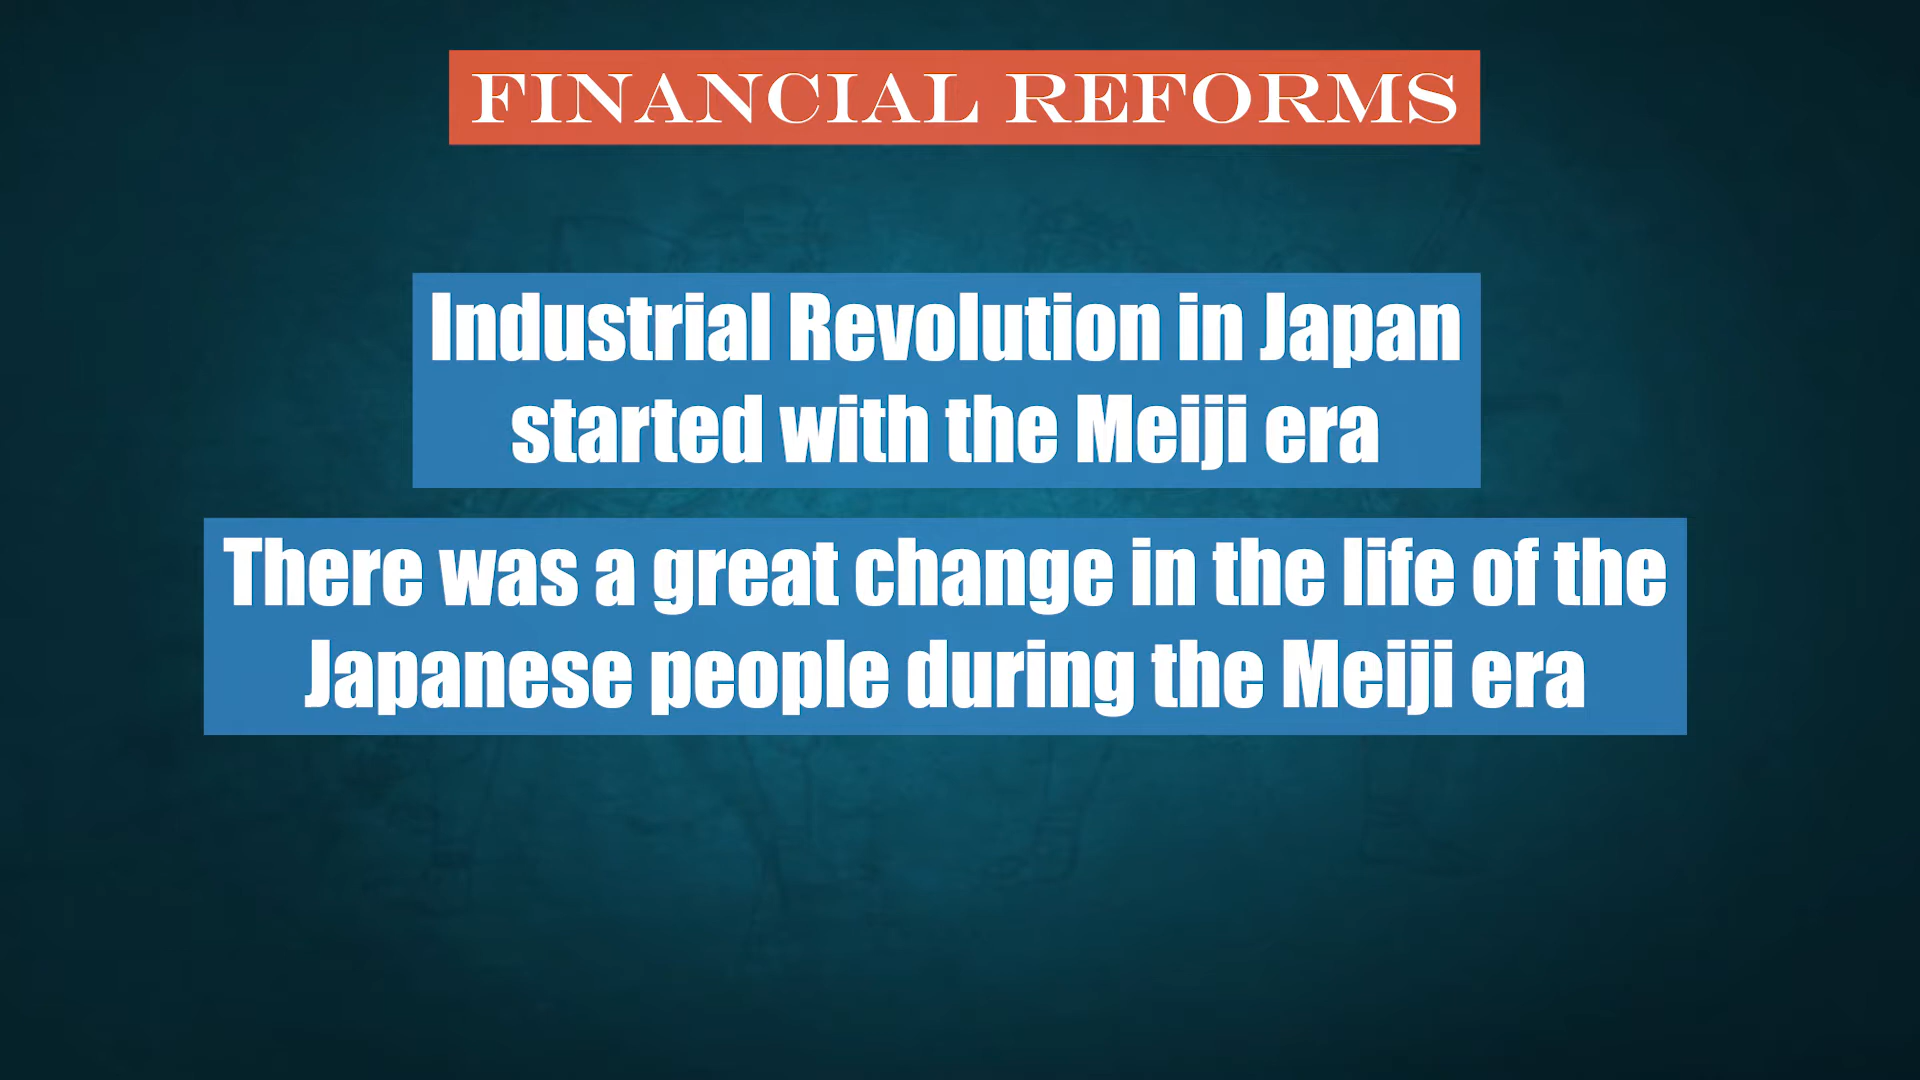 FINANCIAL REFORMS
Industrial Revolution in Japan
started with the Meiji era
There was a great change in the life of the
Japanese people during the Meiji era